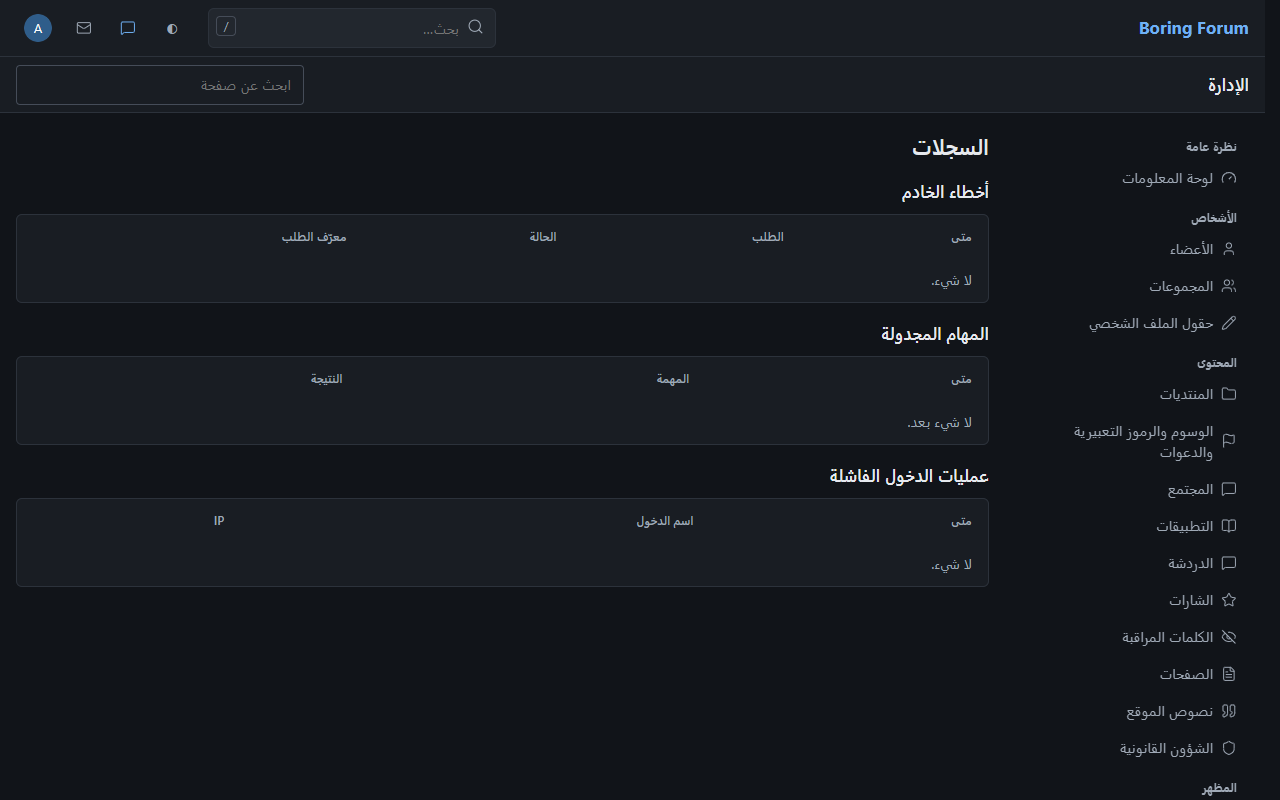 Boring Forum
بحث...
/
A
الإدارة
ابحث عن صفحة
نظرة عامة
لوحة المعلومات
الأشخاص
الأعضاء
المجموعات
حقول الملف الشخصي
المحتوى
المنتديات
الوسوم والرموز التعبيرية
والدعوات
المجتمع
التطبيقات
الدردشة
الشارات
الكلمات المراقبة
الصفحات
نصوص الموقع
الشؤون القانونية
المظهر
السجلات
أخطاء الخادم
متى الطلب الحالة معرّف الطلب
لا شيء.
المهام المجدولة
متى المهمة النتيجة
لا شيء بعد.
عمليات الدخول الفاشلة
متى اسم الدخول IP
لا شيء.